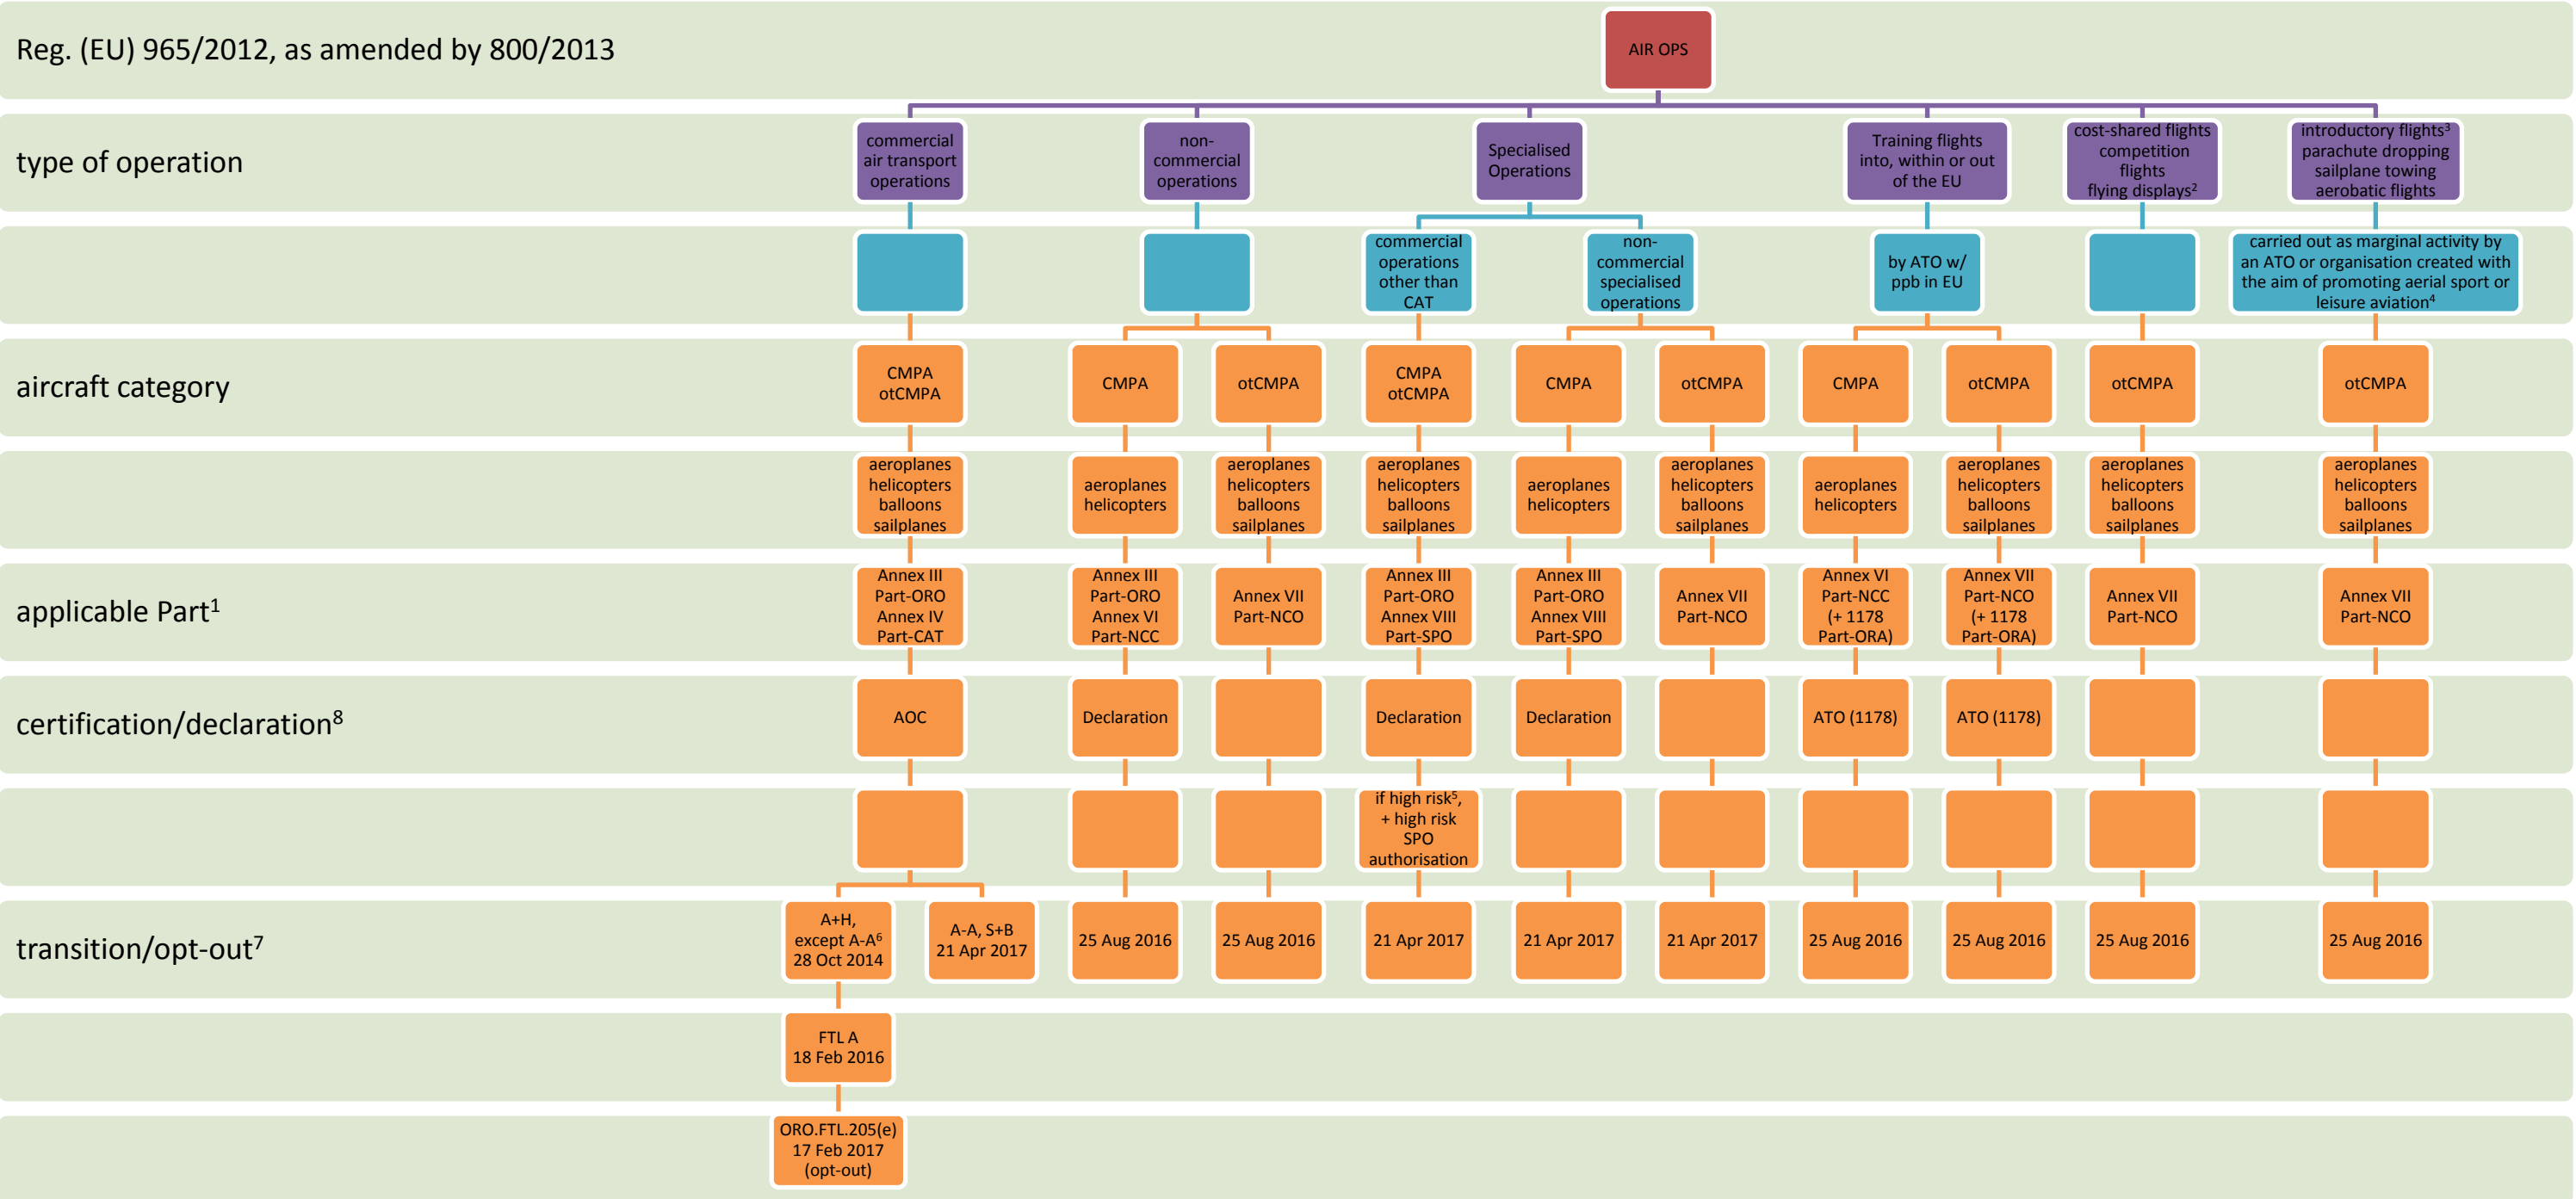 Reg. (EU) 965/2012, as amended by 800/2013
AIR OPS
type of operation
commercial
air transport
operations
non-
commercial
operations
Specialised
Operations
Training flights
into, within or out
of the EU
cost-shared flights
competition
flights
flying displays²
introductory flights³
parachute dropping
sailplane towing
aerobatic flights
commercial
operations
other than
CAT
non-
commercial
specialised
operations
by ATO w/
ppb in EU
carried out as marginal activity by
an ATO or organisation created with
the aim of promoting aerial sport or
leisure aviation⁴
aircraft category
CMPA
otCMPA
CMPA
otCMPA
CMPA
otCMPA
CMPA
otCMPA
CMPA
otCMPA
otCMPA
otCMPA
aeroplanes
helicopters
balloons
sailplanes
aeroplanes
helicopters
aeroplanes
helicopters
balloons
sailplanes
aeroplanes
helicopters
balloons
sailplanes
aeroplanes
helicopters
aeroplanes
helicopters
balloons
sailplanes
aeroplanes
helicopters
aeroplanes
helicopters
balloons
sailplanes
aeroplanes
helicopters
balloons
sailplanes
aeroplanes
helicopters
balloons
sailplanes
applicable Part¹
Annex III
Part-ORO
Annex IV
Part-CAT
Annex III
Part-ORO
Annex VI
Part-NCC
Annex VII
Part-NCO
Annex III
Part-ORO
Annex VIII
Part-SPO
Annex III
Part-ORO
Annex VIII
Part-SPO
Annex VII
Part-NCO
Annex VI
Part-NCC
(+ 1178
Part-ORA)
Annex VII
Part-NCO
(+ 1178
Part-ORA)
Annex VII
Part-NCO
Annex VII
Part-NCO
certification/declaration⁸
AOC
Declaration
Declaration
Declaration
ATO (1178)
ATO (1178)
if high risk⁵,
+ high risk
SPO
authorisation
transition/opt-out⁷
A+H,
except A-A⁶
28 Oct 2014
A-A, S+B
21 Apr 2017
25 Aug 2016
25 Aug 2016
21 Apr 2017
21 Apr 2017
21 Apr 2017
25 Aug 2016
25 Aug 2016
25 Aug 2016
25 Aug 2016
FTL A
18 Feb 2016
ORO.FTL.205(e)
17 Feb 2017
(opt-out)